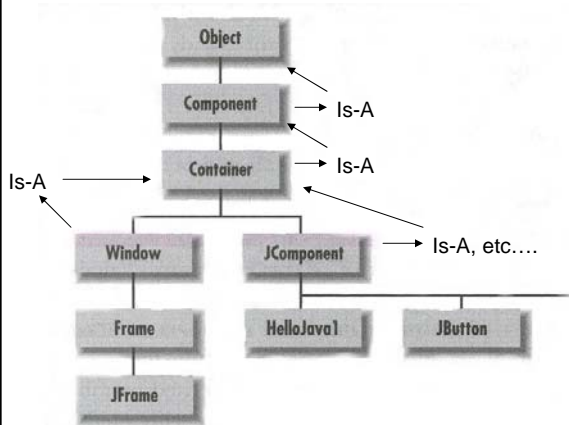 Object
Component
Is-A
Container
Is-A
Is-A
Window
JComponent
Is-A, etc….
Frame
HelloJava1
JButton
JFrame